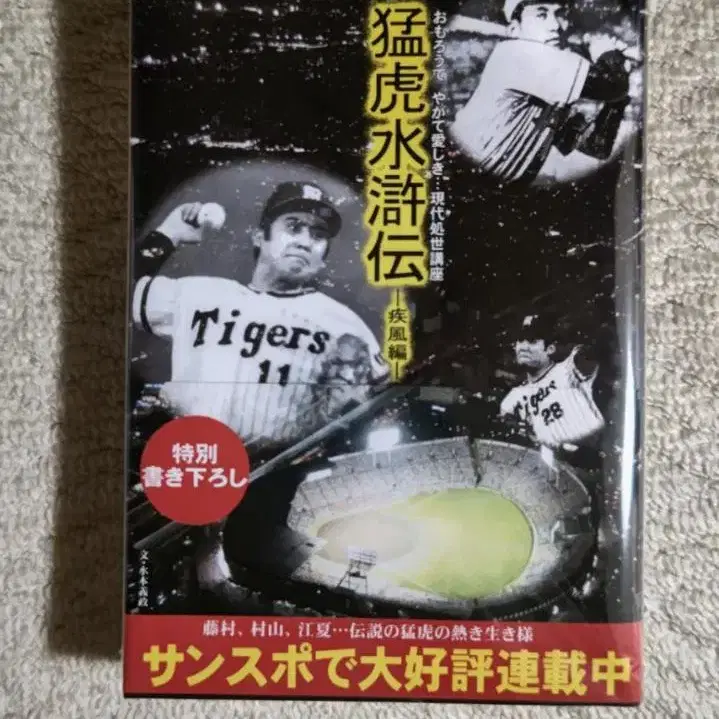 猛虎水滸伝
―疾風編―
おもろうて やがて愛しき…現代処世講座
Tigers
11
Tigers
28
特別
書き下ろし
藤村、村山、江夏…伝説の猛虎の熱き生き様
サンスポで大好評連載中